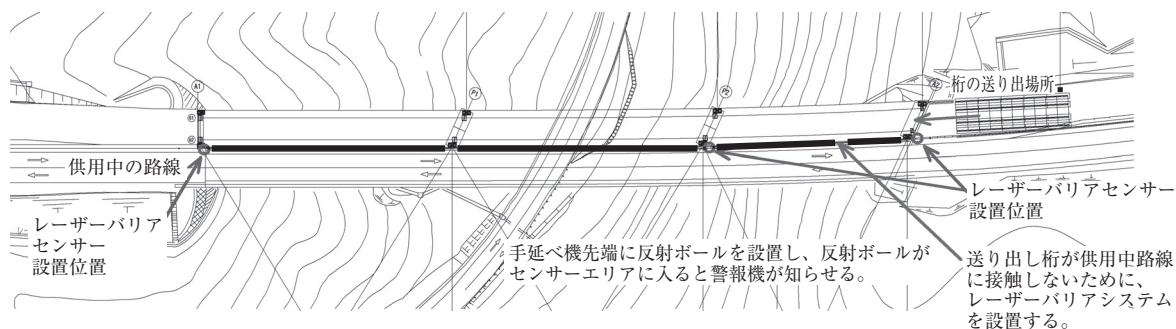 A1
P1
P2
A2
桁の送り出場所
G1
G2
供用中の路線
レーザーバリア
センサー
設置位置
手延べ機先端に反射ボールを設置し、反射ボールが
センサーエリアに入ると警報機が知らせる。
レーザーバリアセンサー
設置位置
送り出し桁が供用中路線
に接触しないために、
レーザーバリアシステム
を設置する。